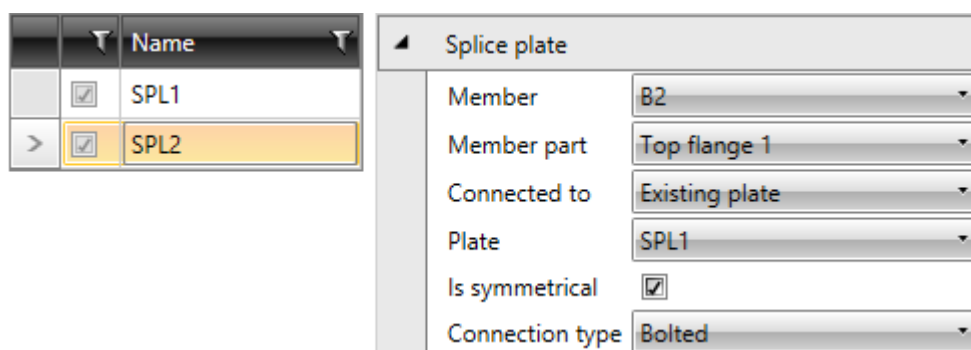 Name
SPL1
SPL2
Splice plate
Member B2
Member part Top flange 1
Connected to Existing plate
Plate SPL1
Is symmetrical
Connection type Bolted